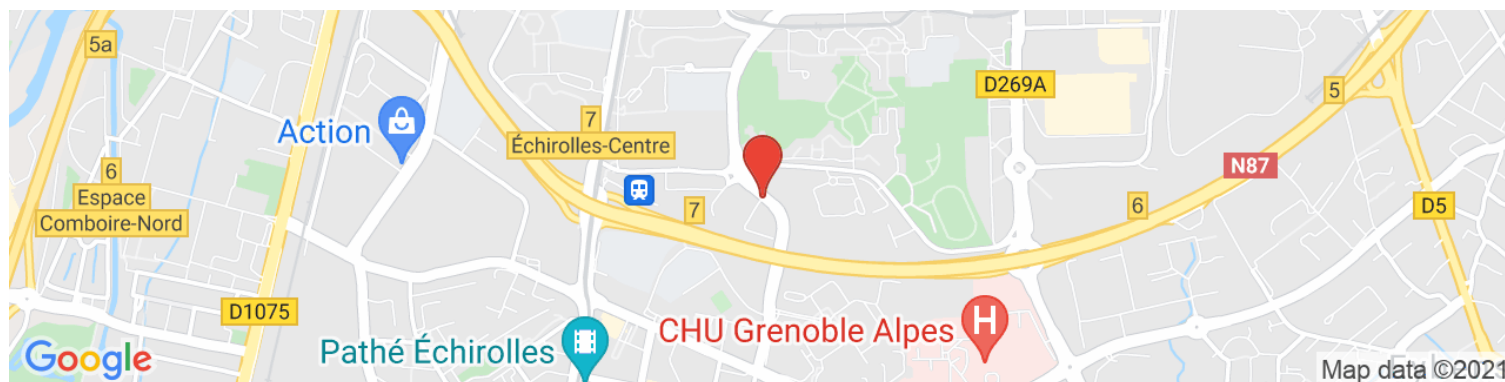 5a
Action
7
Échirolles-Centre
D269A
5
6
Espace
Comboire-Nord
7
6
N87
D5
D1075
Pathé Échirolles
CHU Grenoble Alpes
H
Google
Map data ©2021